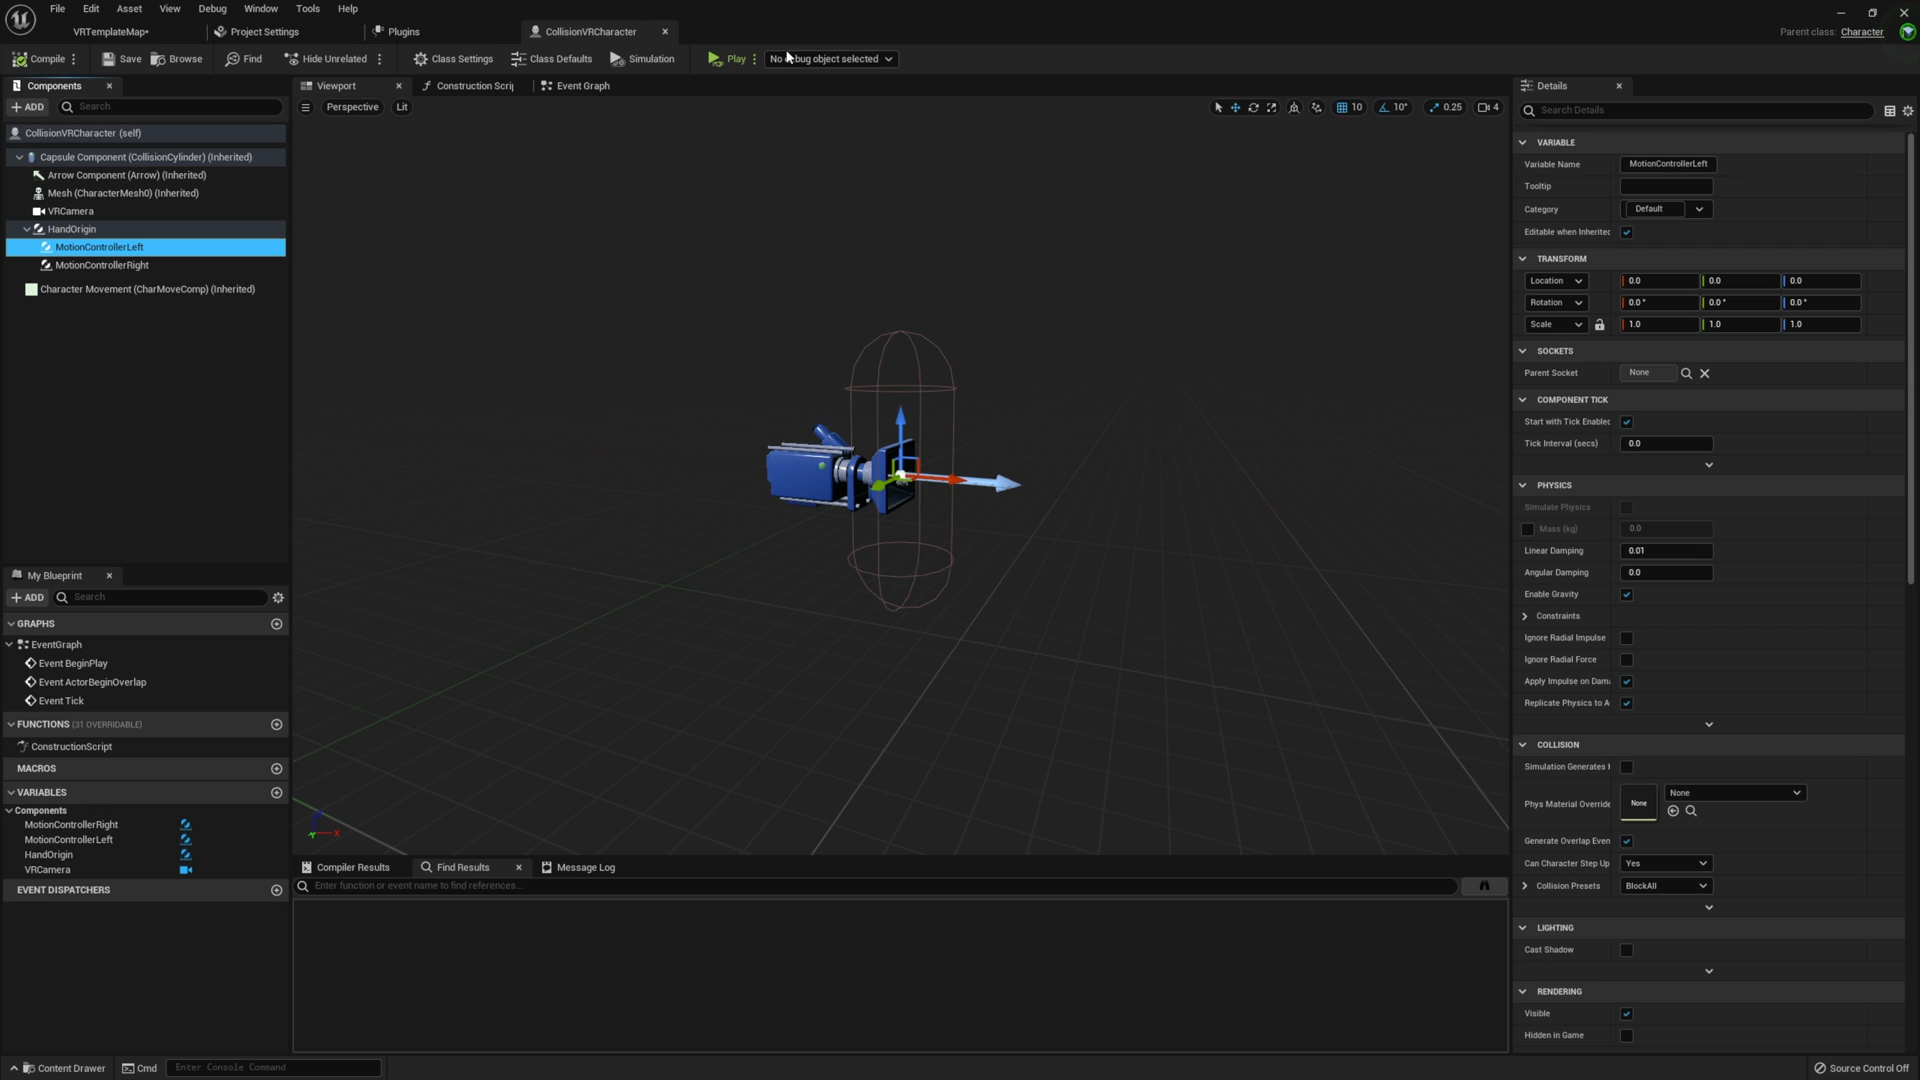 File Edit Asset View Debug Window Tools Help
VRTemplateMap* Project Settings Plugins CollisionVRCharacter
Parent class: Character
Compile Save Browse Find Hide Unrelated Class Settings Class Defaults Simulation Play
Components Viewport Construction Scrij Event Graph Details
ADD Search Perspective Lit 10 10° 0.25 4 Search Details
CollisionVRCharacter (self)
Capsule Component (CollisionCylinder) (Inherited)
Arrow Component (Arrow) (Inherited)
Mesh (CharacterMesh0) (Inherited)
VRCamera
HandOrigin
MotionControllerLeft
MotionControllerRight
Character Movement (CharMoveComp) (Inherited)
My Blueprint
ADD Search
GRAPHS
EventGraph
Event BeginPlay
Event ActorBeginOverlap
Event Tick
FUNCTIONS (31 OVERRIDABLE)
ConstructionScript
MACROS
VARIABLES
Components
MotionControllerRight
MotionControllerLeft
HandOrigin
VRCamera
EVENT DISPATCHERS
X
Compiler Results Find Results Message Log
Enter function or event name to find references...
VARIABLE
Variable Name MotionControllerLeft
Tooltip
Category Default
Editable when Inherited
TRANSFORM
Location 0.0 0.0 0.0
Rotation 0.0 ° 0.0 ° 0.0 °
Scale 1.0 1.0 1.0
SOCKETS
Parent Socket None
COMPONENT TICK
Start with Tick Enabled
Tick Interval (secs) 0.0
PHYSICS
Simulate Physics
Mass (kg) 0.0
Linear Damping 0.01
Angular Damping 0.0
Enable Gravity
Constraints
Ignore Radial Impulse
Ignore Radial Force
Apply Impulse on Dam
Replicate Physics to A
COLLISION
Simulation Generates
Phys Material Override None None
Generate Overlap Even
Can Character Step Up Yes
Collision Presets BlockAll
LIGHTING
Cast Shadow
RENDERING
Visible
Hidden in Game
Content Drawer Cmd Enter Console Command Source Control Off